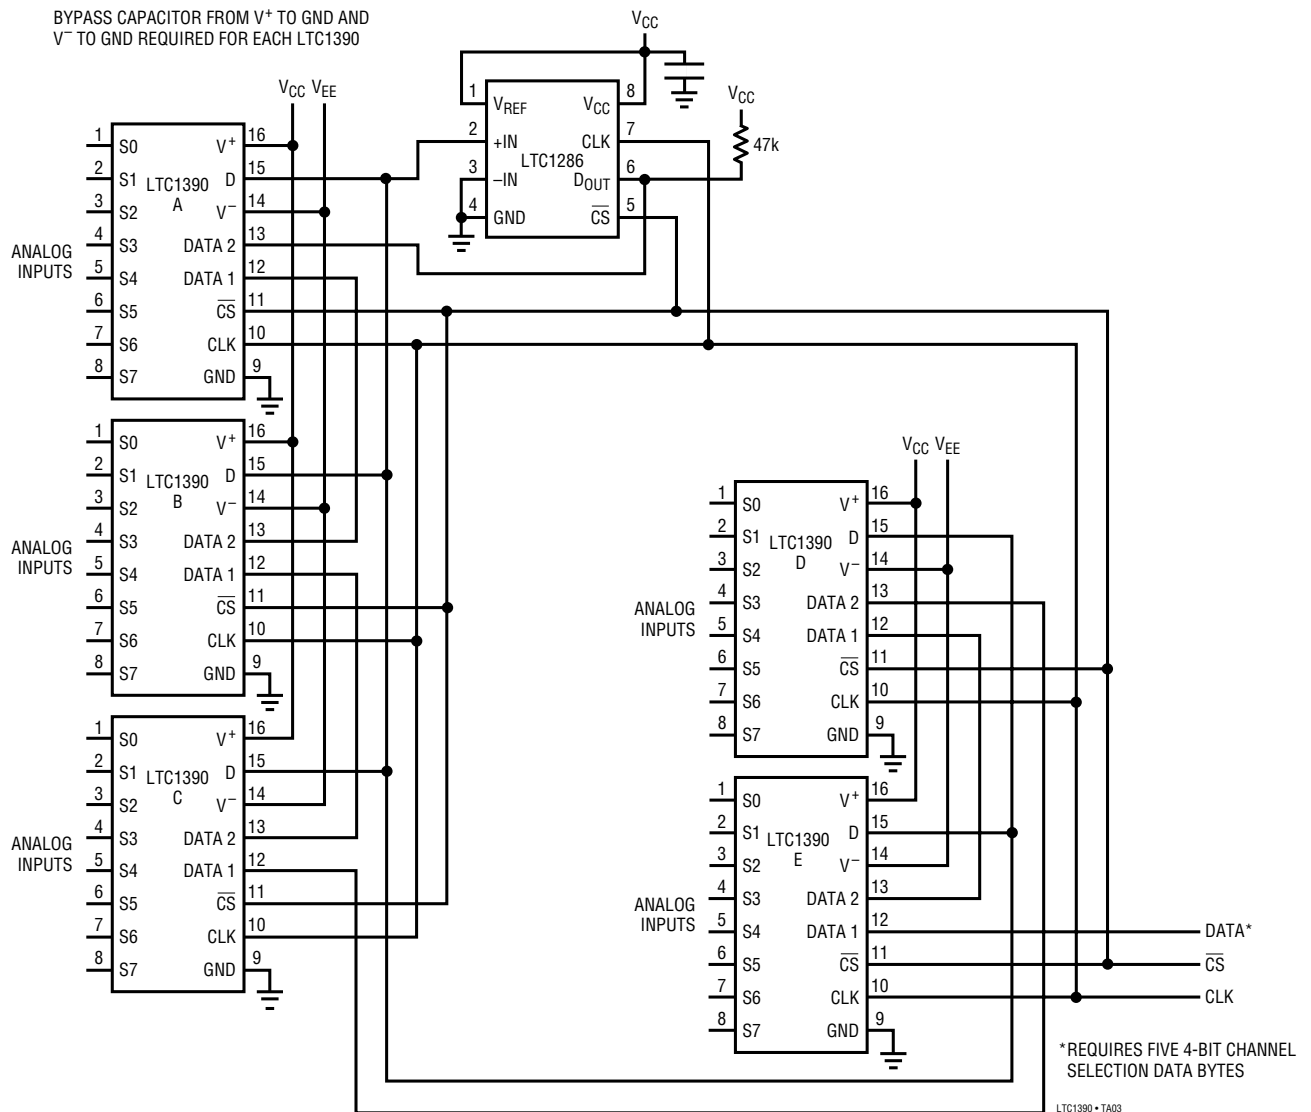 BYPASS CAPACITOR FROM V+ TO GND AND
V– TO GND REQUIRED FOR EACH LTC1390
VCC
VCC VEE
1 S0 V+ 16
2 S1 D 15
LTC1390
A
3 S2 V– 14
4 S3 DATA 2 13
5 S4 DATA 1 12
6 S5 CS 11
7 S6 CLK 10
8 S7 GND 9
ANALOG
INPUTS
1 VREF VCC 8
2 +IN CLK 7
LTC1286
3 –IN DOUT 6
4 GND CS 5
VCC
47k
1 S0 V+ 16
2 S1 D 15
LTC1390
B
3 S2 V– 14
4 S3 DATA 2 13
5 S4 DATA 1 12
6 S5 CS 11
7 S6 CLK 10
8 S7 GND 9
ANALOG
INPUTS
1 S0 V+ 16
2 S1 D 15
LTC1390
C
3 S2 V– 14
4 S3 DATA 2 13
5 S4 DATA 1 12
6 S5 CS 11
7 S6 CLK 10
8 S7 GND 9
ANALOG
INPUTS
VCC VEE
1 S0 V+ 16
2 S1 D 15
LTC1390
D
3 S2 V– 14
4 S3 DATA 2 13
5 S4 DATA 1 12
6 S5 CS 11
7 S6 CLK 10
8 S7 GND 9
ANALOG
INPUTS
1 S0 V+ 16
2 S1 D 15
LTC1390
E
3 S2 V– 14
4 S3 DATA 2 13
5 S4 DATA 1 12
6 S5 CS 11
7 S6 CLK 10
8 S7 GND 9
ANALOG
INPUTS
DATA*
CS
CLK
*REQUIRES FIVE 4-BIT CHANNEL
SELECTION DATA BYTES
LTC1390 • TA03